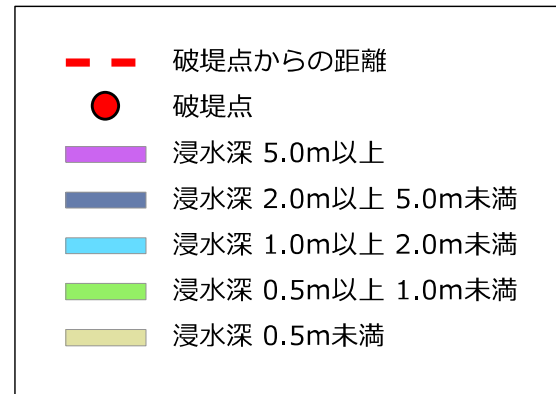 破堤点からの距離
破堤点
浸水深 5.0m以上
浸水深 2.0m以上 5.0m未満
浸水深 1.0m以上 2.0m未満
浸水深 0.5m以上 1.0m未満
浸水深 0.5m未満